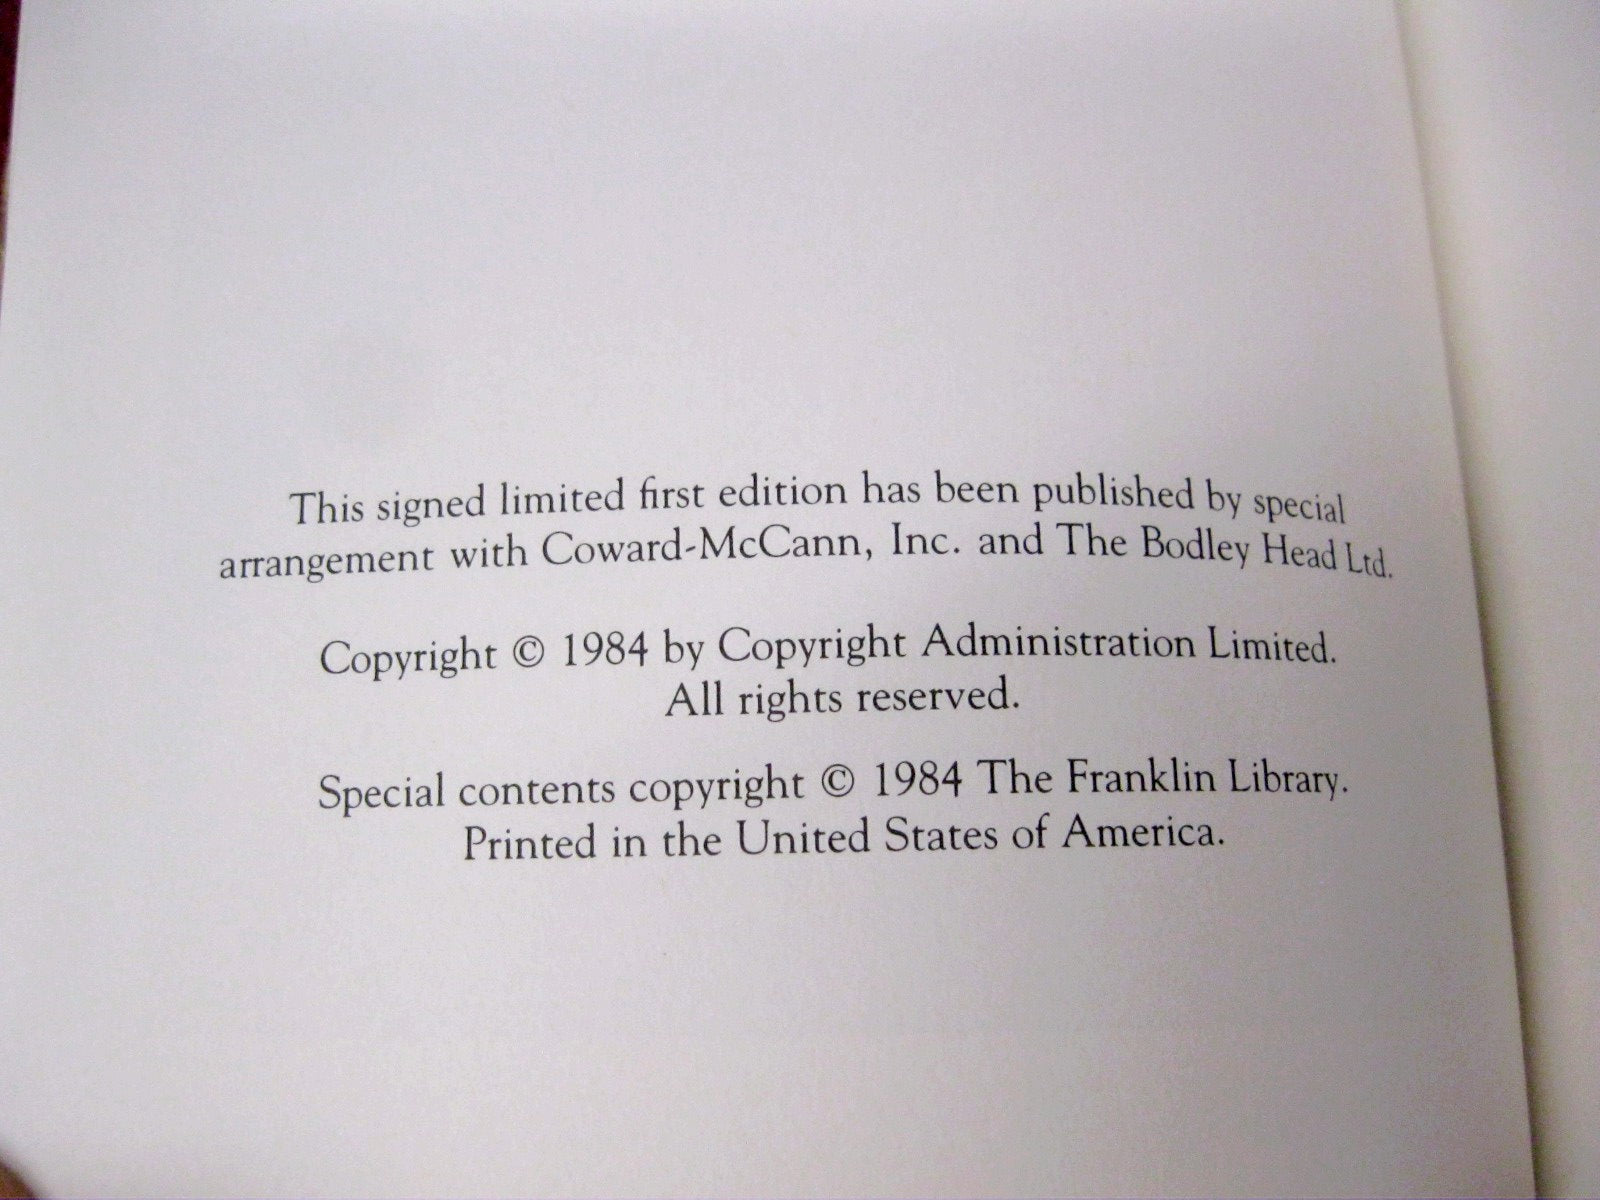 This signed limited first edition has been published by special
arrangement with Coward-McCann, Inc. and The Bodley Head Ltd.
Copyright © 1984 by Copyright Administration Limited.
All rights reserved.
Special contents copyright © 1984 The Franklin Library.
Printed in the United States of America.